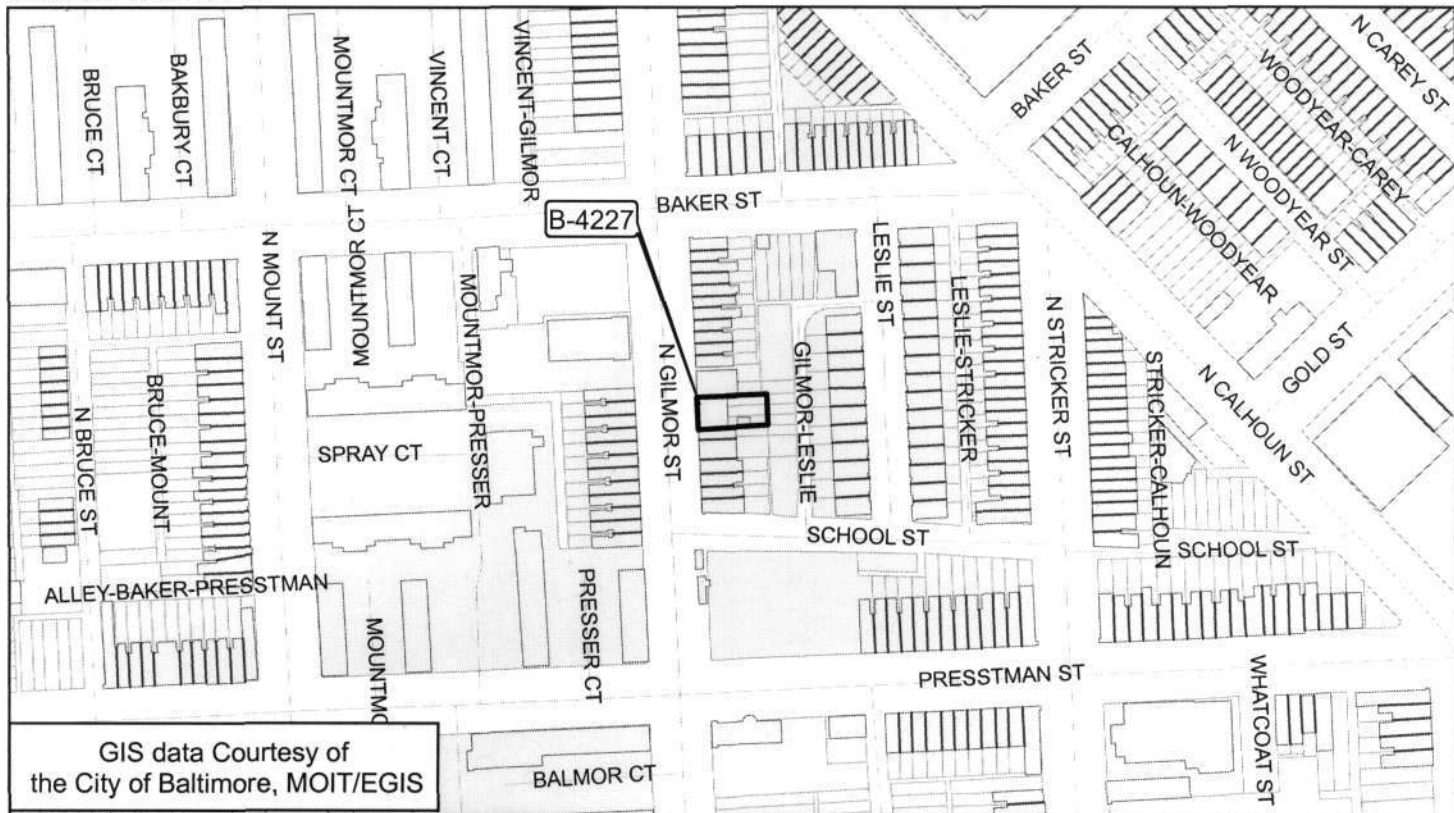 BRUCE CT
BAKBURY CT
MOUNTMOR CT
VINCENT CT
VINCENT-GILMOR
BAKER ST
N CAREY ST
WOODYEAR-CAREY
N WOODYEAR ST
CALHOUN-WOODYEAR
BAKER ST
B-4227
N MOUNT ST
MOUNTMOR CT
MOUNTMOR-PRESSER
N GILMOR ST
GILMOR-LESLIE
LESLIE ST
LESLIE-STRICKER
N STRICKER ST
STRICKER-CALHOUN
N CALHOUN ST
GOLD ST
N BRUCE ST
BRUCE-MOUNT
SPRAY CT
SCHOOL ST
SCHOOL ST
ALLEY-BAKER-PRESSTMAN
MOUNTMO
PRESSER CT
PRESSTMAN ST
WHATCOAT ST
BALMOR CT
GIS data Courtesy of
the City of Baltimore, MOIT/EGIS